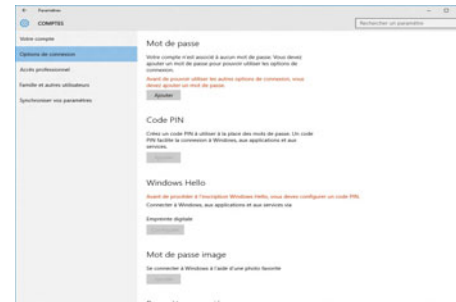 Paramètres
COMPTES
Rechercher un paramètre
Votre compte
Options de connexion
Accès professionnel
Famille et autres utilisateurs
Synchroniser vos paramètres
Mot de passe
Votre compte n'est associé à aucun mot de passe. Vous devez
ajouter un mot de passe pour pouvoir utiliser les options de
connexion.
Avant de pouvoir utiliser les autres options de connexion, vous
devez ajouter un mot de passe.
Ajouter
Code PIN
Créez un code PIN à utiliser à la place des mots de passe. Un code
PIN facilite la connexion à Windows, aux applications et aux
services.
Ajouter
Windows Hello
Avant de procéder à l'inscription Windows Hello, vous devez configurer un code PIN.
Connecter à Windows, aux applications et aux services via
Empreinte digitale
Mot de passe image
Se connecter à Windows à l'aide d'une photo favorite
Ajouter